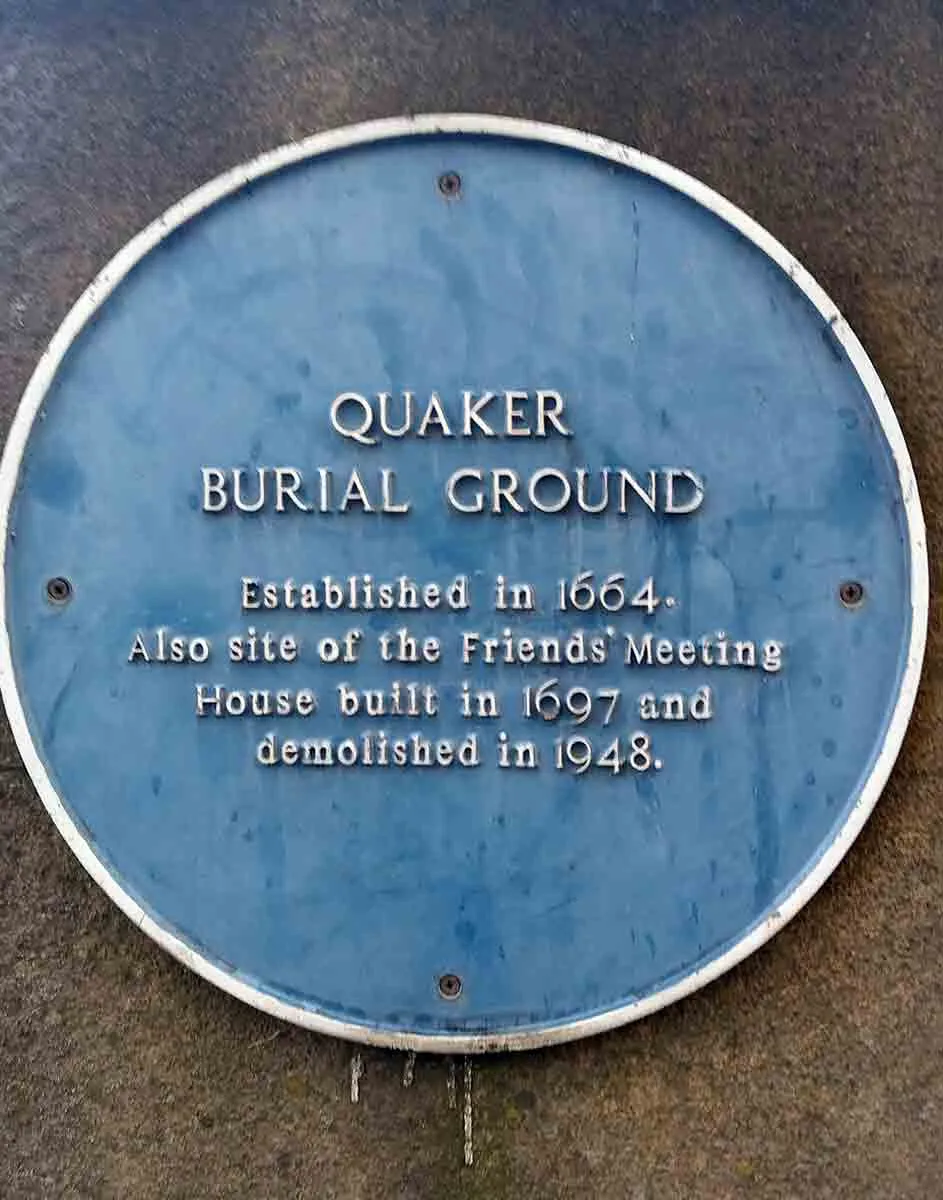 QUAKER
BURIAL GROUND
Established in 1664.
Also site of the Friends' Meeting
House built in 1697 and
demolished in 1948.